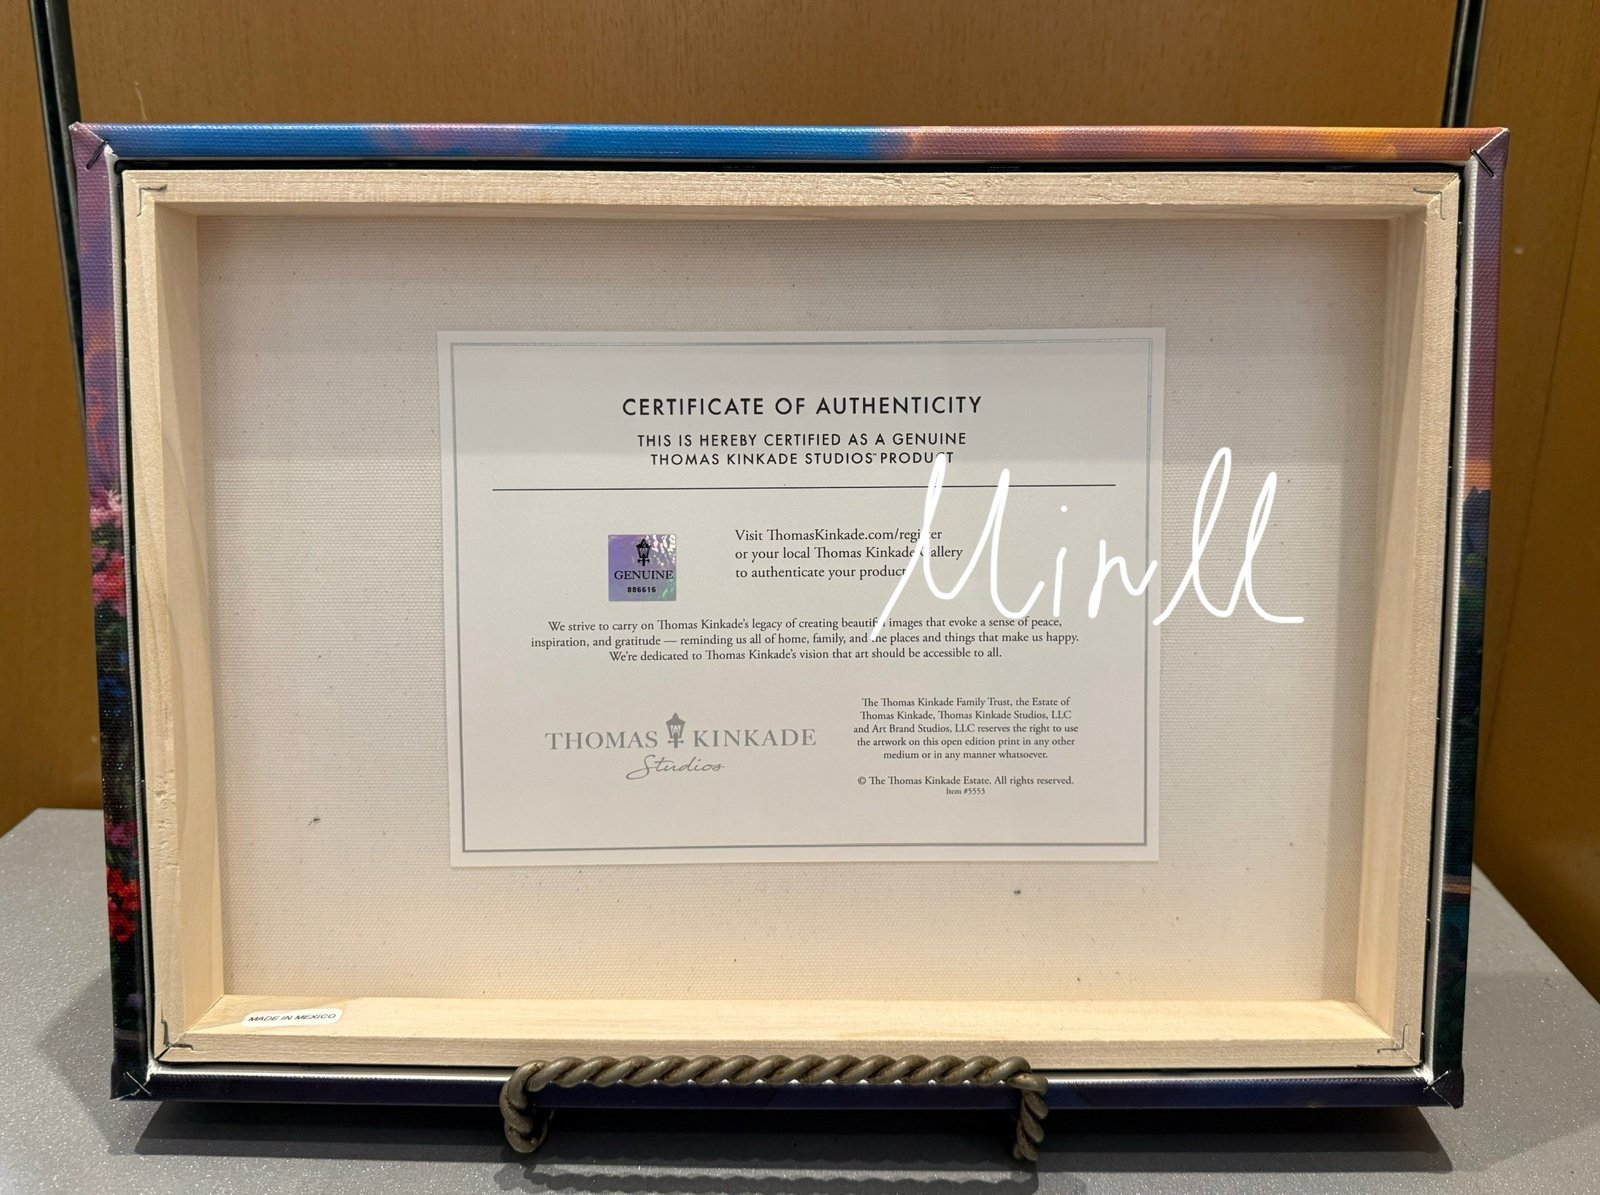 CERTIFICATE OF AUTHENTICITY
THIS IS HEREBY CERTIFIED AS A GENUINE
THOMAS KINKADE STUDIOS™ PRODUCT
GENUINE
886616
Visit ThomasKinkade.com/register
or your local Thomas Kinkade Gallery
to authenticate your product
We strive to carry on Thomas Kinkade's legacy of creating beautiful images that evoke a sense of peace,
inspiration, and gratitude — reminding us all of home, family, and the places and things that make us happy.
We're dedicated to Thomas Kinkade's vision that art should be accessible to all.
THOMAS KINKADE
Studios
The Thomas Kinkade Family Trust, the Estate of
Thomas Kinkade, Thomas Kinkade Studios, LLC
and Art Brand Studios, LLC reserves the right to use
the artwork on this open edition print in any other
medium or in any manner whatsoever.
© The Thomas Kinkade Estate. All rights reserved.
Item #5553
MADE IN MEXICO